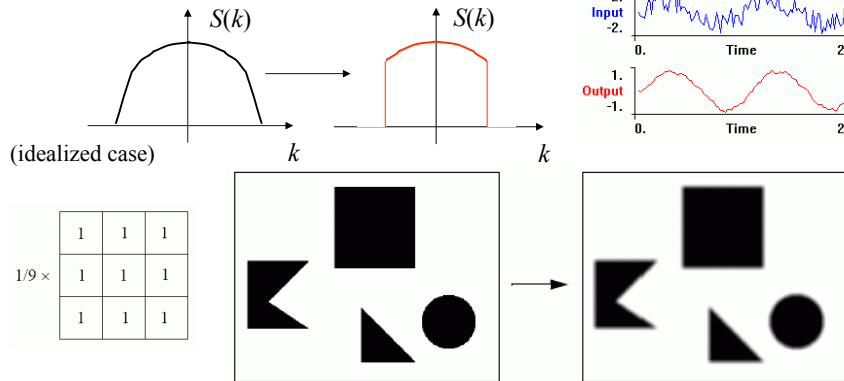 S(k)
S(k)
k
k
(idealized case)
2.
Input
-2.
0. Time 2
1.
Output
-1.
0. Time 2
1 1 1
1/9 × 1 1 1
1 1 1